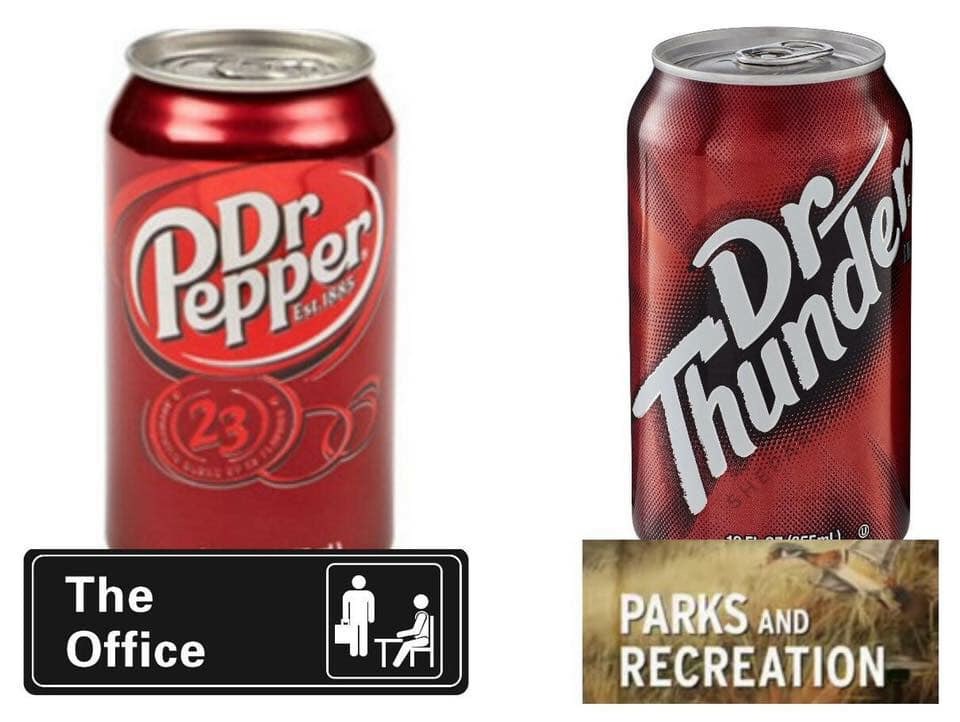 Dr
Pepper
Est. 1885
23
Dr
Thunder
The
Office
PARKS AND
RECREATION